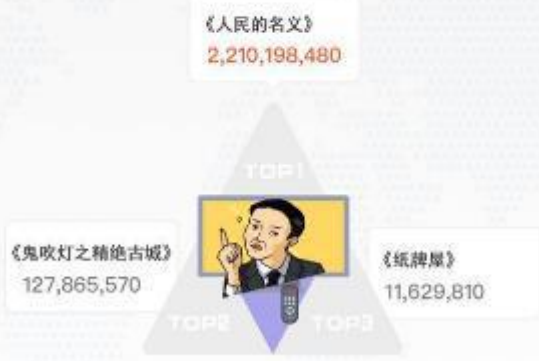 《人民的名义》
2,210,198,480
TOP1
《鬼吹灯之精绝古城》
127,865,570
《纸牌屋》
11,629,810
TOP2
TOP3